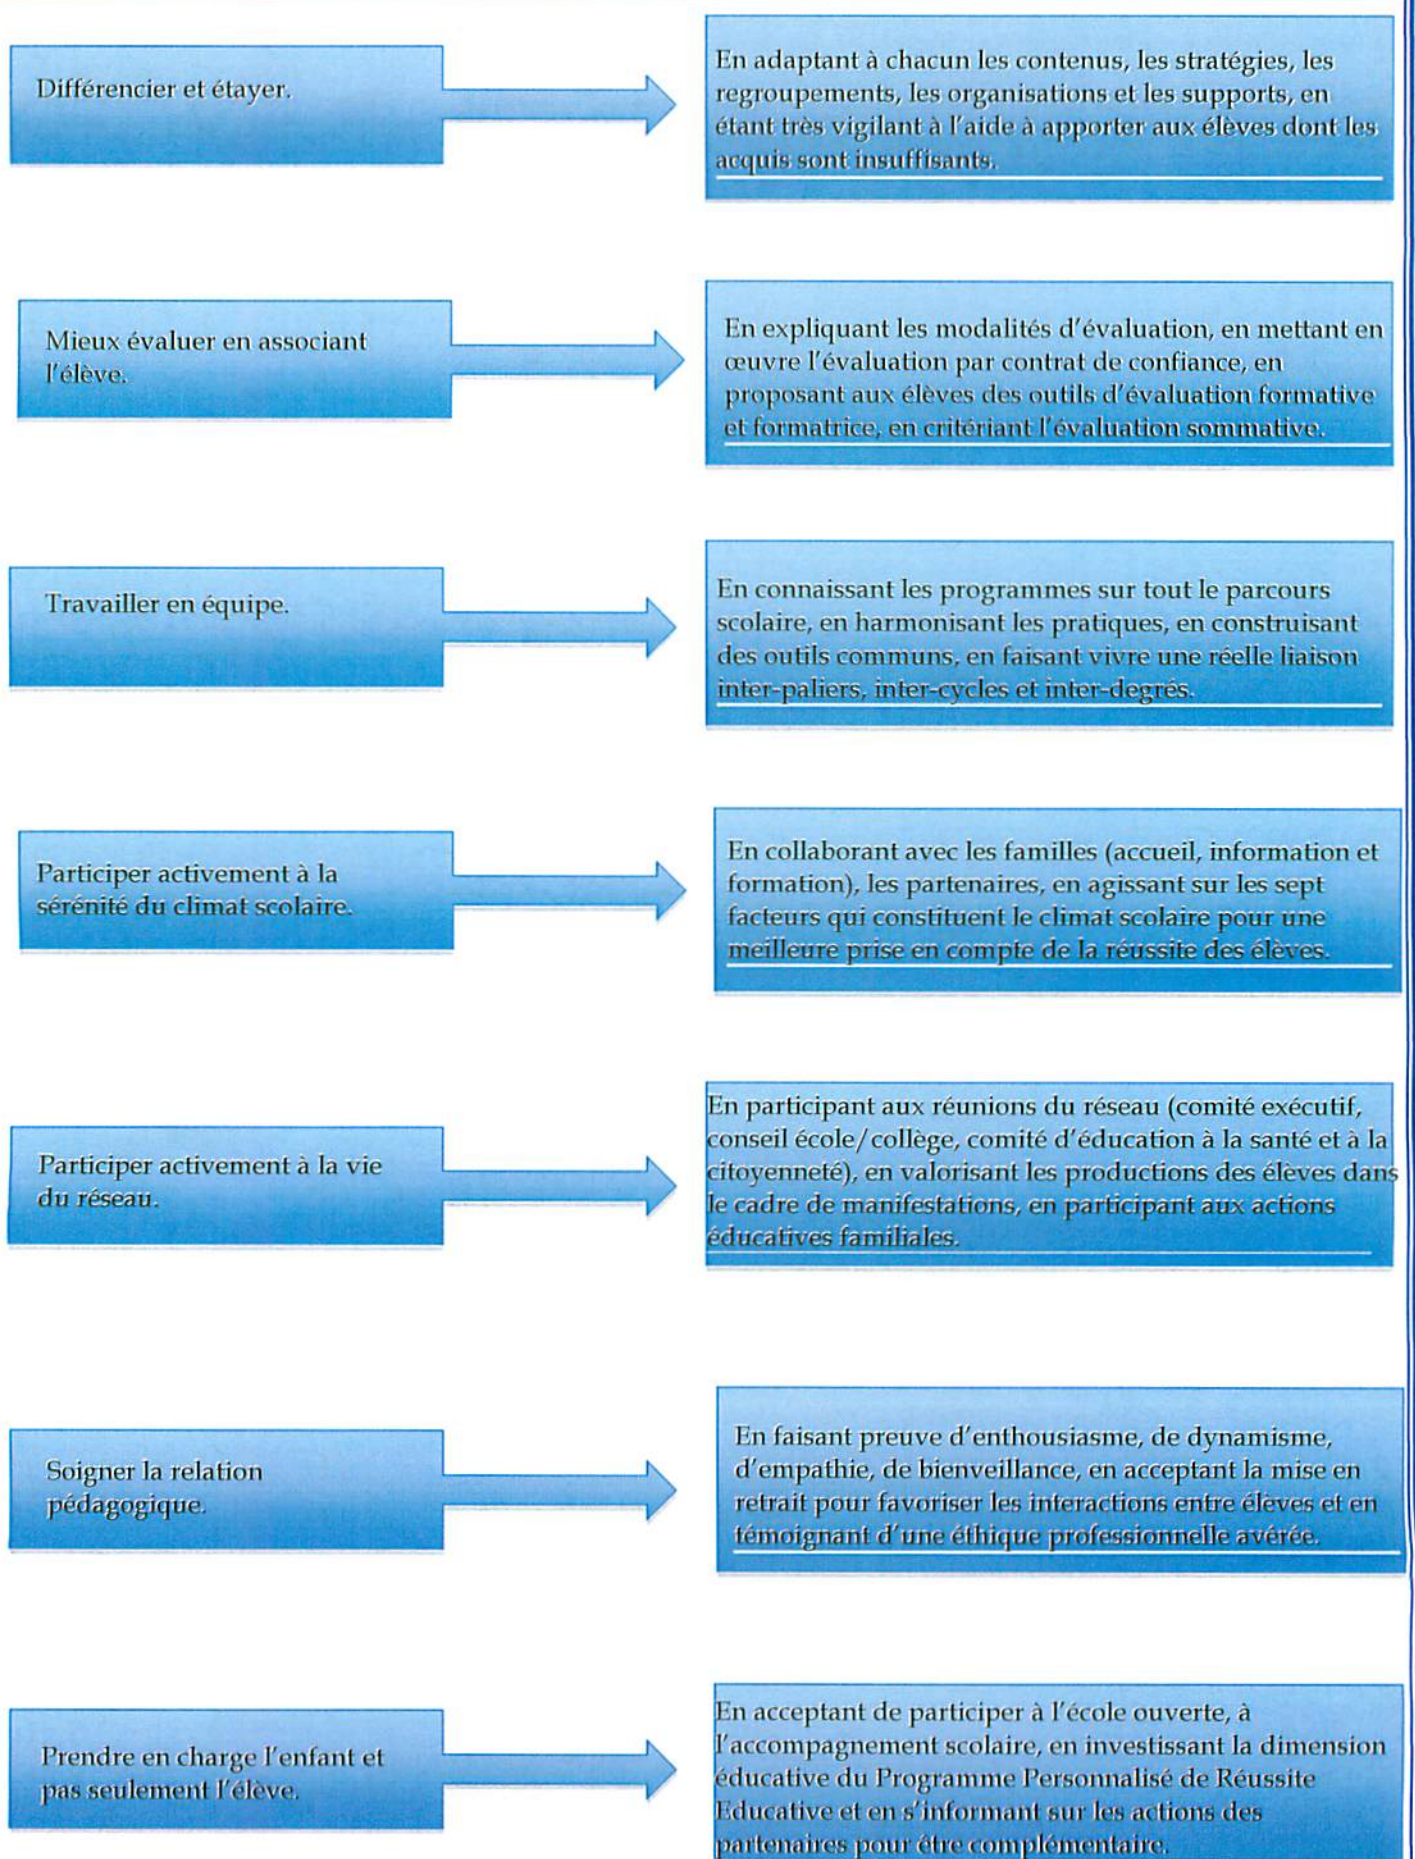 Différencier et étayer.
En adaptant à chacun les contenus, les stratégies, les
regroupements, les organisations et les supports, en
étant très vigilant à l'aide à apporter aux élèves dont les
acquis sont insuffisants.
Mieux évaluer en associant
l'élève.
En expliquant les modalités d'évaluation, en mettant en
œuvre l'évaluation par contrat de confiance, en
proposant aux élèves des outils d'évaluation formative
et formatrice, en critériant l'évaluation sommative.
Travailler en équipe.
En connaissant les programmes sur tout le parcours
scolaire, en harmonisant les pratiques, en construisant
des outils communs, en faisant vivre une réelle liaison
inter-paliers, inter-cycles et inter-degrés.
Participer activement à la
sérénité du climat scolaire.
En collaborant avec les familles (accueil, information et
formation), les partenaires, en agissant sur les sept
facteurs qui constituent le climat scolaire pour une
meilleure prise en compte de la réussite des élèves.
Participer activement à la vie
du réseau.
En participant aux réunions du réseau (comité exécutif,
conseil école/collège, comité d'éducation à la santé et à la
citoyenneté), en valorisant les productions des élèves dans
le cadre de manifestations, en participant aux actions
éducatives familiales.
Soigner la relation
pédagogique.
En faisant preuve d'enthousiasme, de dynamisme,
d'empathie, de bienveillance, en acceptant la mise en
retrait pour favoriser les interactions entre élèves et en
témoignant d'une éthique professionnelle avérée.
Prendre en charge l'enfant et
pas seulement l'élève.
En acceptant de participer à l'école ouverte, à
l'accompagnement scolaire, en investissant la dimension
éducative du Programme Personnalisé de Réussite
Educative et en s'informant sur les actions des
partenaires pour être complémentaire.